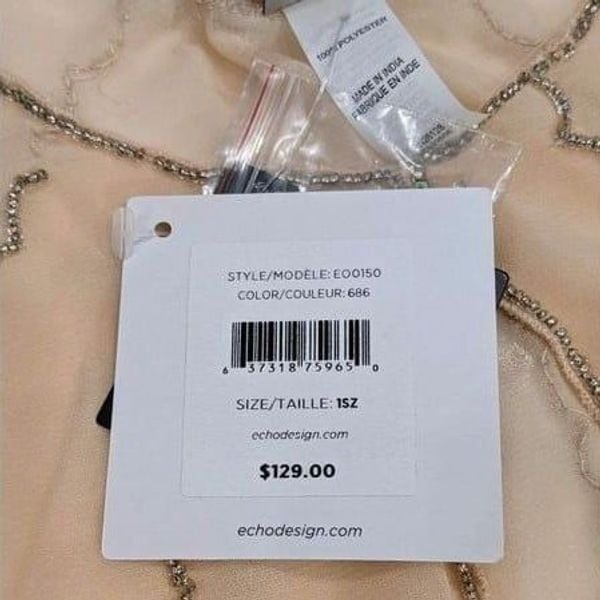 100% POLYESTER
MADE IN INDIA
FABRIQUE EN INDE
STYLE/MODÈLE: EO0150
COLOR/COULEUR: 686
6 37318 75965 0
SIZE/TAILLE: 1SZ
echodesign.com
$129.00
echodesign.com